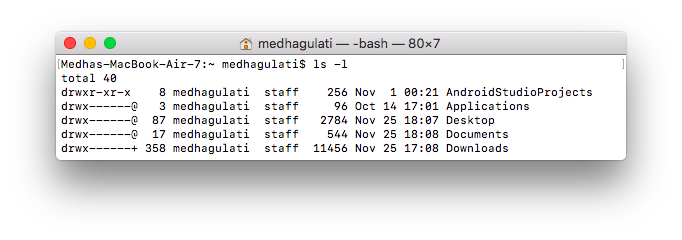 medhagulati — -bash — 80×7
[Medhas-MacBook-Air-7:~ medhagulati$ ls -l ]
total 40
drwxr-xr-x    8 medhagulati  staff    256 Nov  1 00:21 AndroidStudioProjects
drwx------@   3 medhagulati  staff     96 Oct 14 17:01 Applications
drwx------@  87 medhagulati  staff   2784 Nov 25 18:07 Desktop
drwx------@  17 medhagulati  staff    544 Nov 25 18:08 Documents
drwx------+ 358 medhagulati  staff  11456 Nov 25 17:08 Downloads